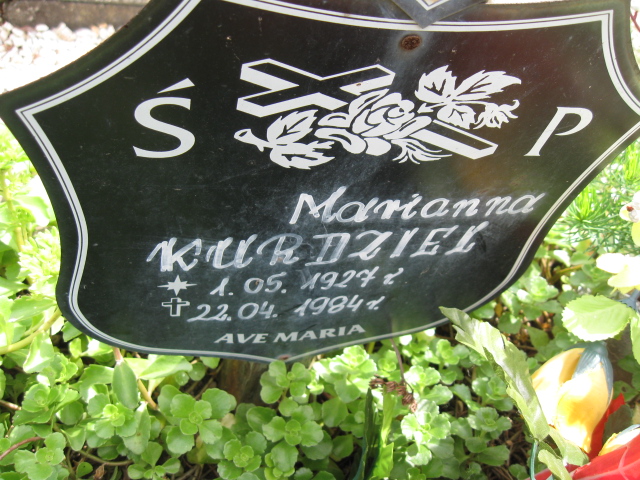 Ś P
Marianna
KURDZIEL
1. 05. 1927 r.
22. 04. 1984 r.
AVE MARIA